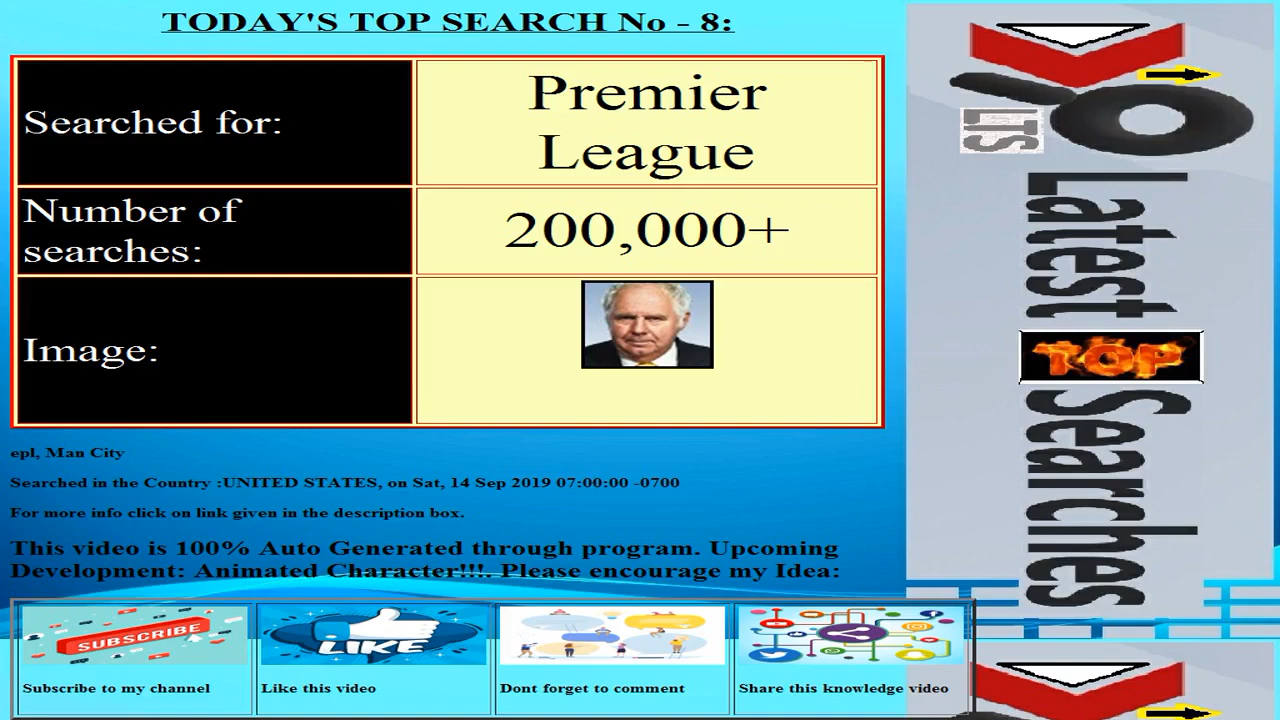 TODAY'S TOP SEARCH No - 8:
Searched for:
Premier
League
Number of
searches:
200,000+
Image:
epl, Man City
Searched in the Country :UNITED STATES, on Sat, 14 Sep 2019 07:00:00 -0700
For more info click on link given in the description box.
This video is 100% Auto Generated through program. Upcoming
Development: Animated Character!!!. Please encourage my Idea:
SUBSCRIBE
LIKE
Subscribe to my channel
Like this video
Dont forget to comment
Share this knowledge video
LTS
Latest
TOP
Searches